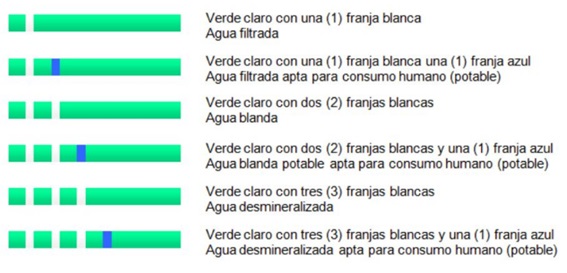 Verde claro con una (1) franja blanca
Agua filtrada
Verde claro con una (1) franja blanca una (1) franja azul
Agua filtrada apta para consumo humano (potable)
Verde claro con dos (2) franjas blancas
Agua blanda
Verde claro con dos (2) franjas blancas y una (1) franja azul
Agua blanda potable apta para consumo humano (potable)
Verde claro con tres (3) franjas blancas
Agua desmineralizada
Verde claro con tres (3) franjas blancas y una (1) franja azul
Agua desmineralizada apta para consumo humano (potable)